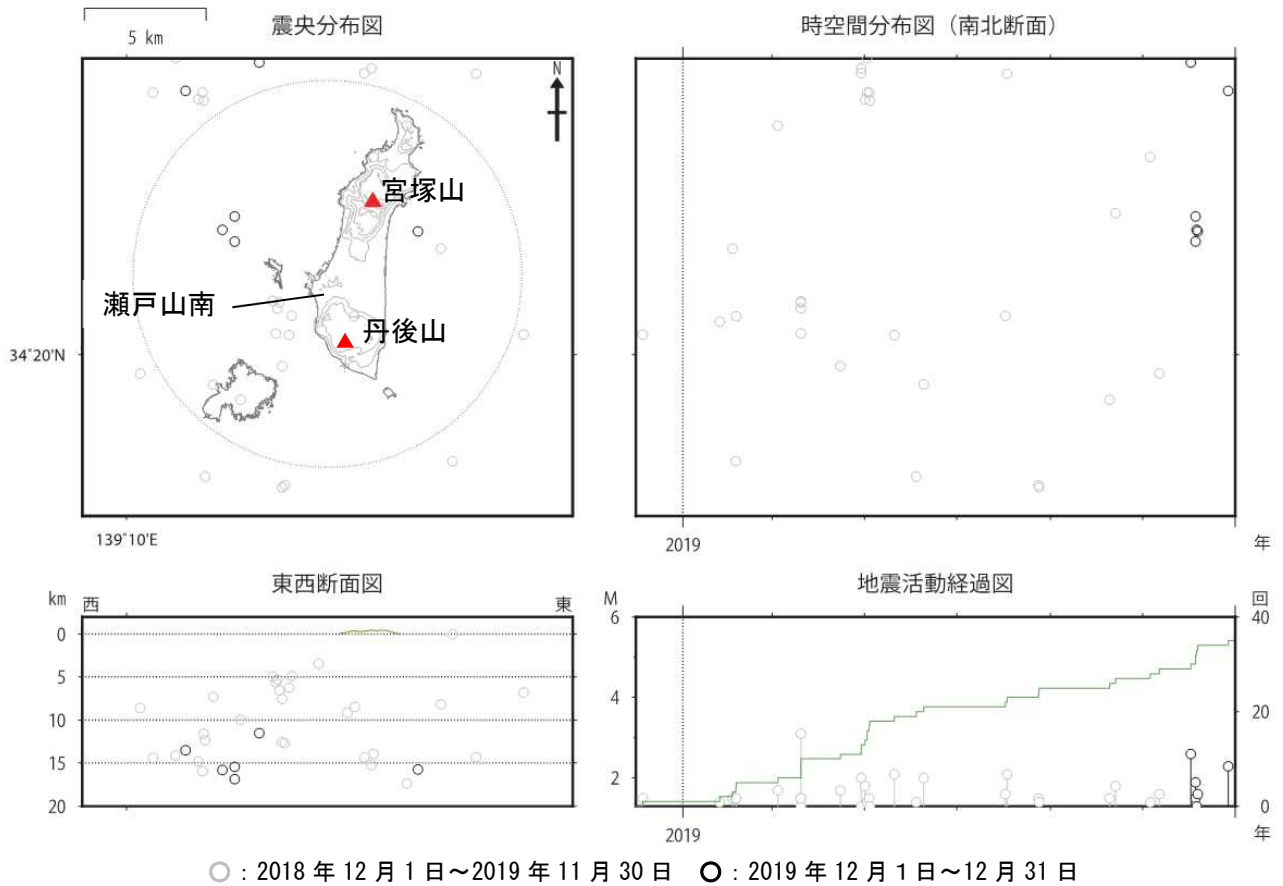 5 km
震央分布図
N
宮塚山
瀬戸山南
丹後山
34°20'N
139°10'E
時空間分布図（南北断面）
2019
年
東西断面図
km
西
東
0
5
10
15
20
地震活動経過図
M
回
6
4
2
40
20
0
2019
年
○：2018 年 12 月 1 日～2019 年 11 月 30 日 ○：2019 年 12 月 1 日～12 月 31 日